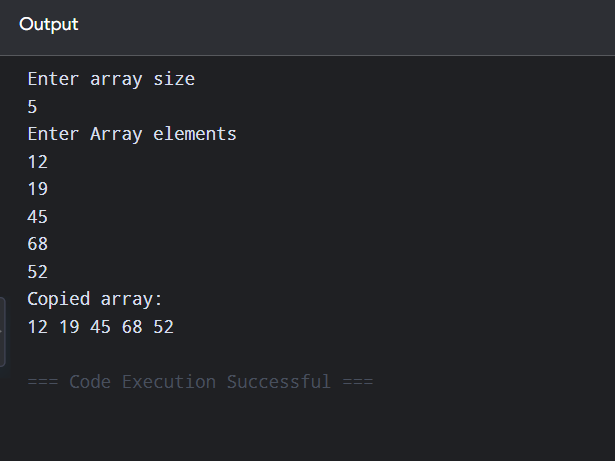 Output
Enter array size
5
Enter Array elements
12
19
45
68
52
Copied array:
12 19 45 68 52
=== Code Execution Successful ===